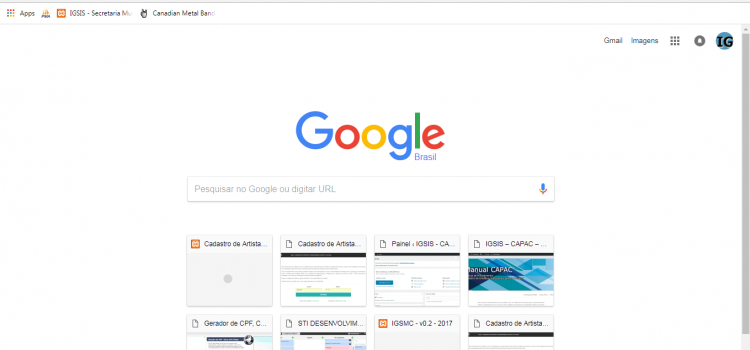 Apps IGSIS - Secretaria Mu Canadian Metal Band
Gmail Imagens
IG
Google
Brasil
Pesquisar no Google ou digitar URL
Cadastro de Artista... Cadastro de Artista... Painel ‹ IGSIS - CA... IGSIS – CAPAC – ...
Manual CAPAC
Gerador de CPF, C... STI DESENVOLVIM... IGSMC - v0.2 - 2017 Cadastro de Artista...